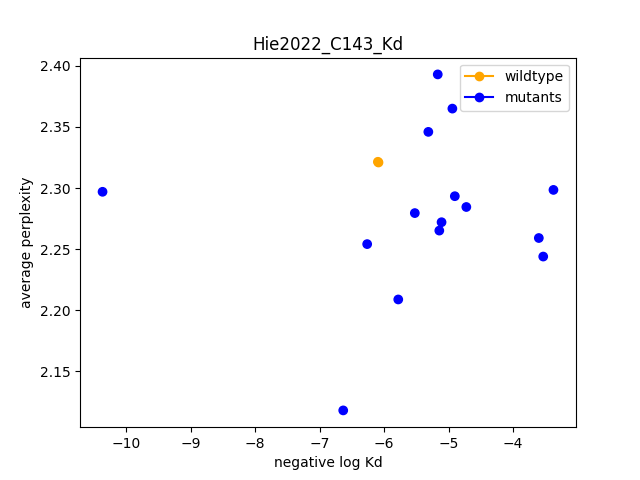 Hie2022_C143_Kd
wildtype
mutants
2.40
2.35
2.30
2.25
2.20
2.15
average perplexity
−10
−9
−8
−7
−6
−5
−4
negative log Kd